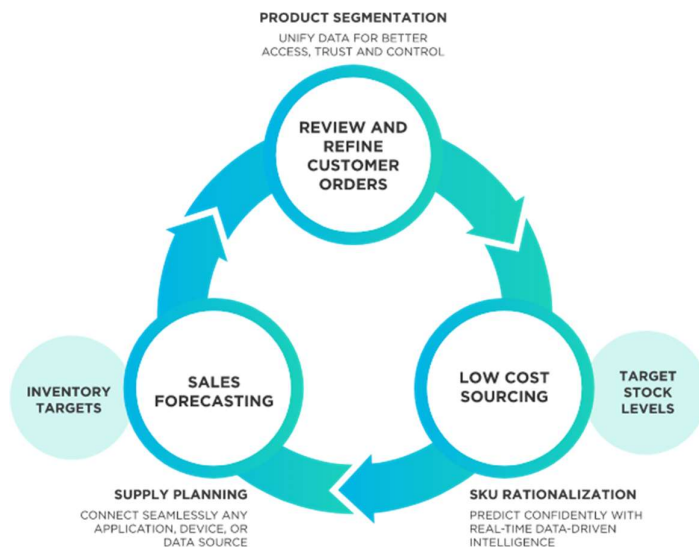 PRODUCT SEGMENTATION
UNIFY DATA FOR BETTER
ACCESS, TRUST AND CONTROL
REVIEW AND
REFINE
CUSTOMER
ORDERS
INVENTORY
TARGETS
SALES
FORECASTING
LOW COST
SOURCING
TARGET
STOCK
LEVELS
SUPPLY PLANNING
CONNECT SEAMLESSLY ANY
APPLICATION, DEVICE, OR
DATA SOURCE
SKU RATIONALIZATION
PREDICT CONFIDENTLY WITH
REAL-TIME DATA-DRIVEN
INTELLIGENCE